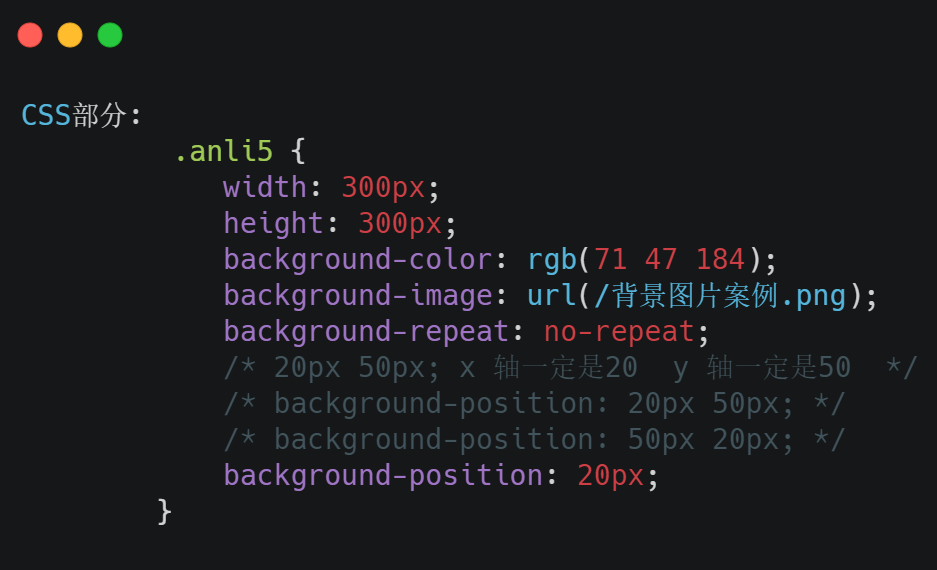 CSS部分:
.anli5 {
width: 300px;
height: 300px;
background-color: rgb(71 47 184);
background-image: url(/背景图片案例.png);
background-repeat: no-repeat;
/* 20px 50px; x 轴一定是20  y 轴一定是50  */
/* background-position: 20px 50px; */
/* background-position: 50px 20px; */
background-position: 20px;
}